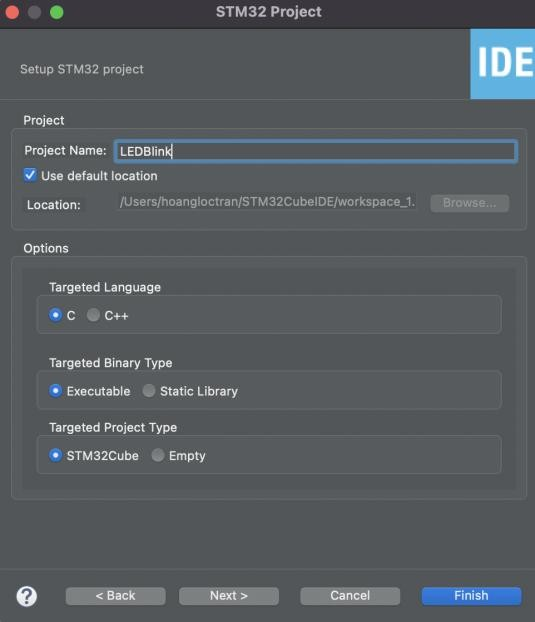 STM32 Project
Setup STM32 project
IDE
Project
Project Name: LEDBlink
Use default location
Location: /Users/hoangloctran/STM32CubeIDE/workspace_1. Browse...
Options
Targeted Language
C C++
Targeted Binary Type
Executable Static Library
Targeted Project Type
STM32Cube Empty
? < Back Next > Cancel Finish